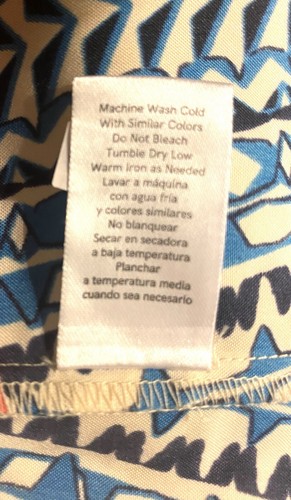 Machine Wash Cold
With Similar Colors
Do Not Bleach
Tumble Dry Low
Warm Iron as Needed
Lavar a máquina
con agua fría
y colores similares
No blanquear
Secar en secadora
a baja temperatura
Planchar
a temperatura media
cuando sea necesario